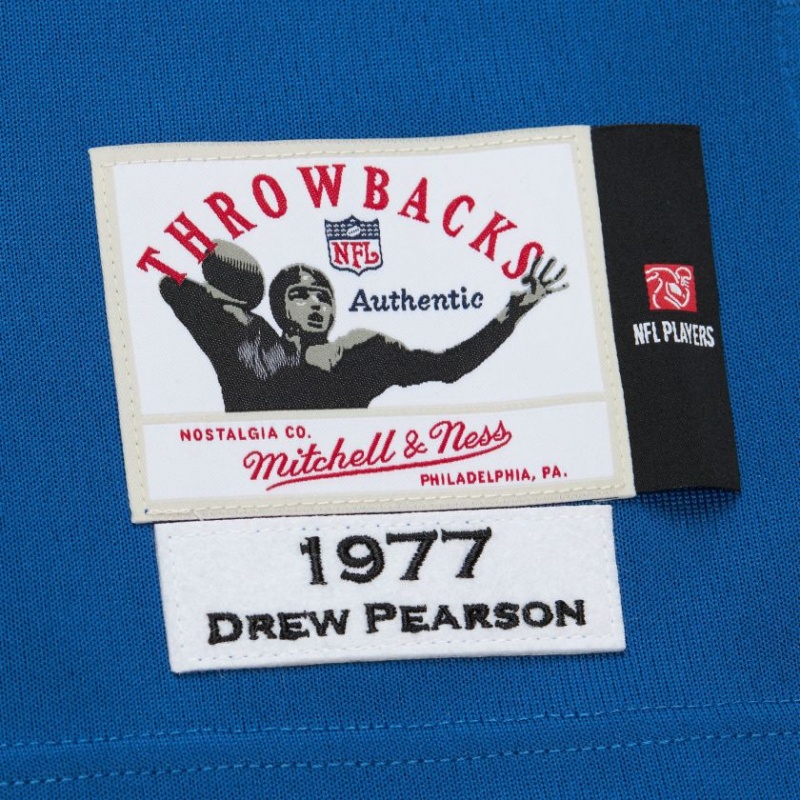 THROWBACKS
NFL
Authentic
NFL PLAYERS
NOSTALGIA CO.
Mitchell & Ness
PHILADELPHIA, PA.
1977
DREW PEARSON